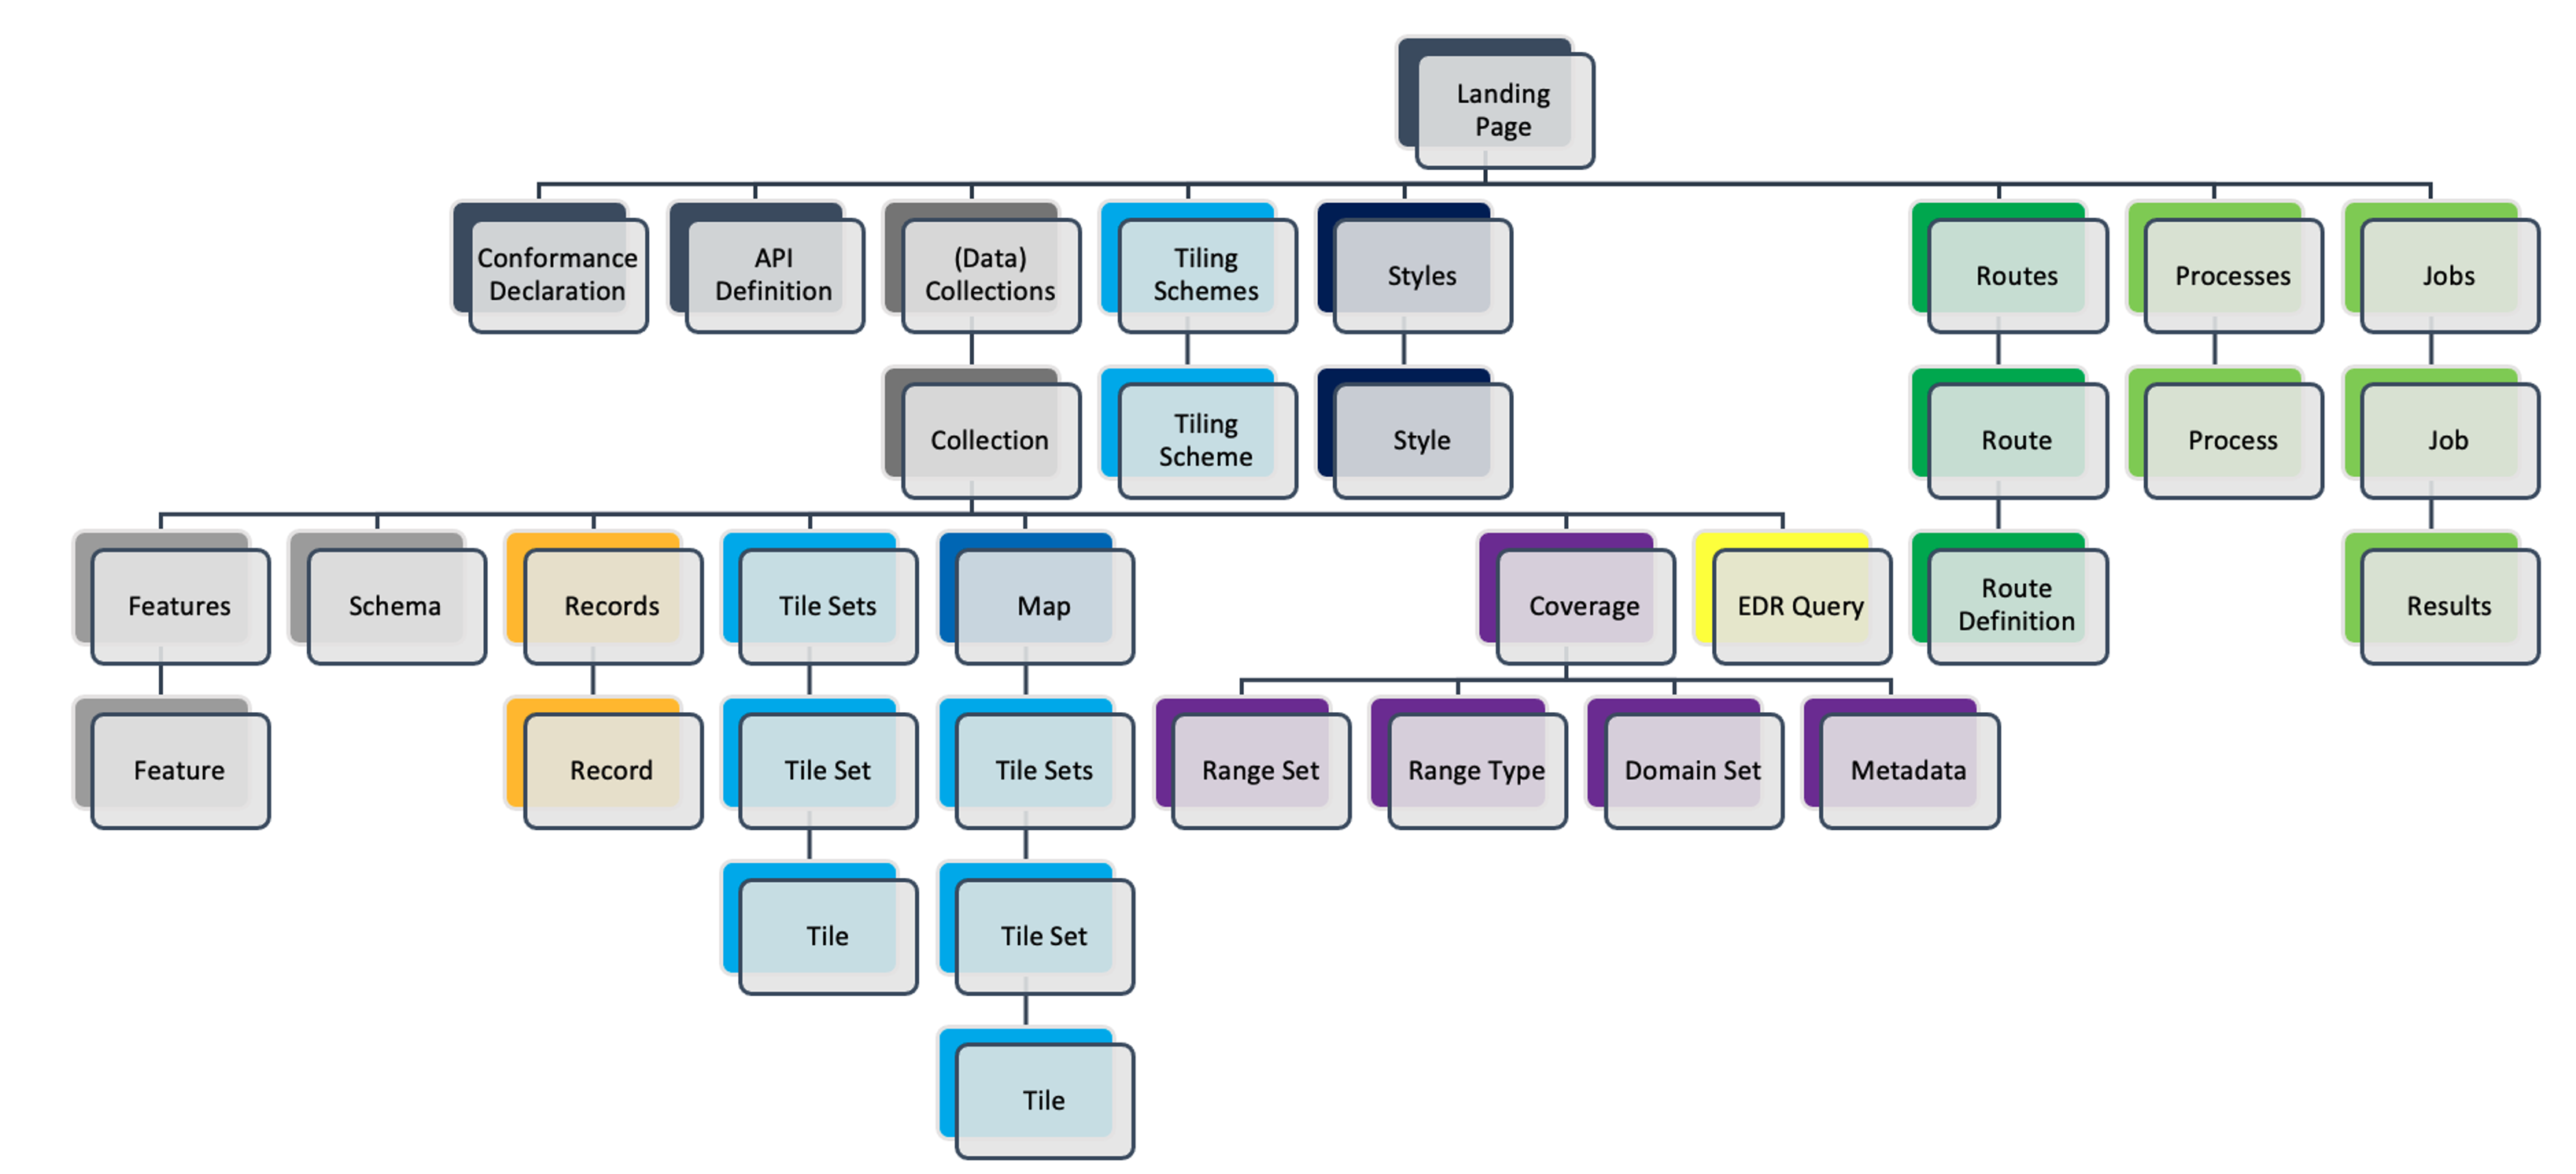 Landing
Page
Conformance
Declaration
API
Definition
(Data)
Collections
Tiling
Schemes
Styles
Routes
Processes
Jobs
Collection
Tiling
Scheme
Style
Route
Process
Job
Features
Schema
Records
Tile Sets
Map
Coverage
EDR Query
Route
Definition
Results
Feature
Record
Tile Set
Tile Sets
Range Set
Range Type
Domain Set
Metadata
Tile
Tile Set
Tile